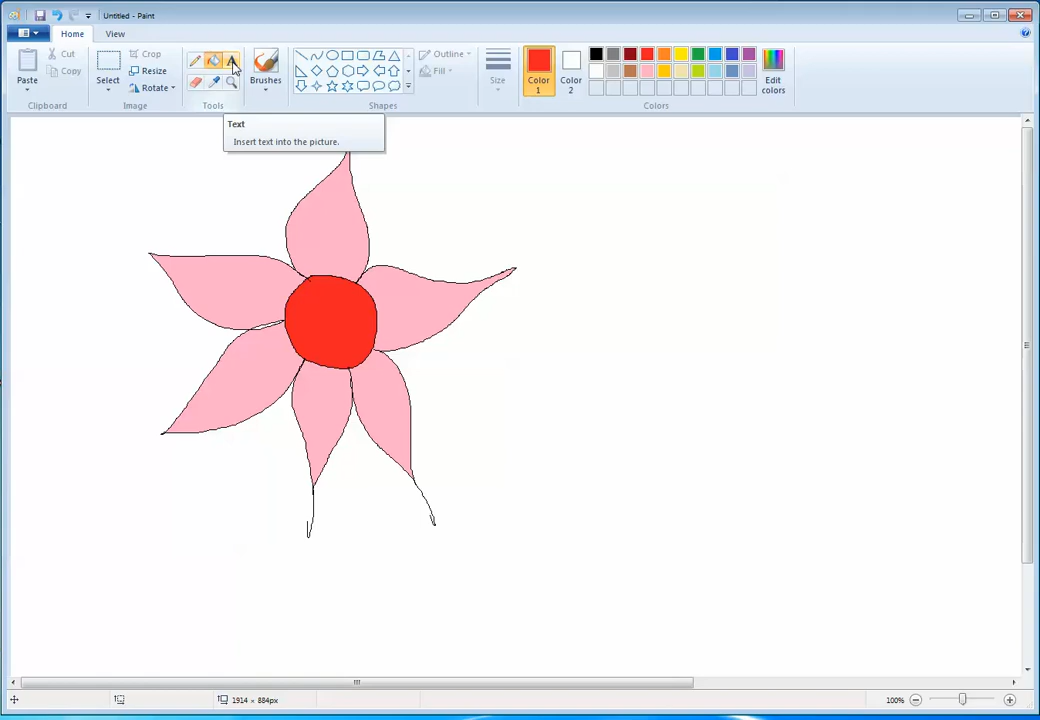 Untitled - Paint
Home
View
Paste
Cut
Copy
Clipboard
Select
Crop
Resize
Rotate
Image
A
Tools
Brushes
Outline
Fill
Shapes
Size
Color 1
Color 2
Edit colors
Colors
Text
Insert text into the picture.
1914 × 884px
100%